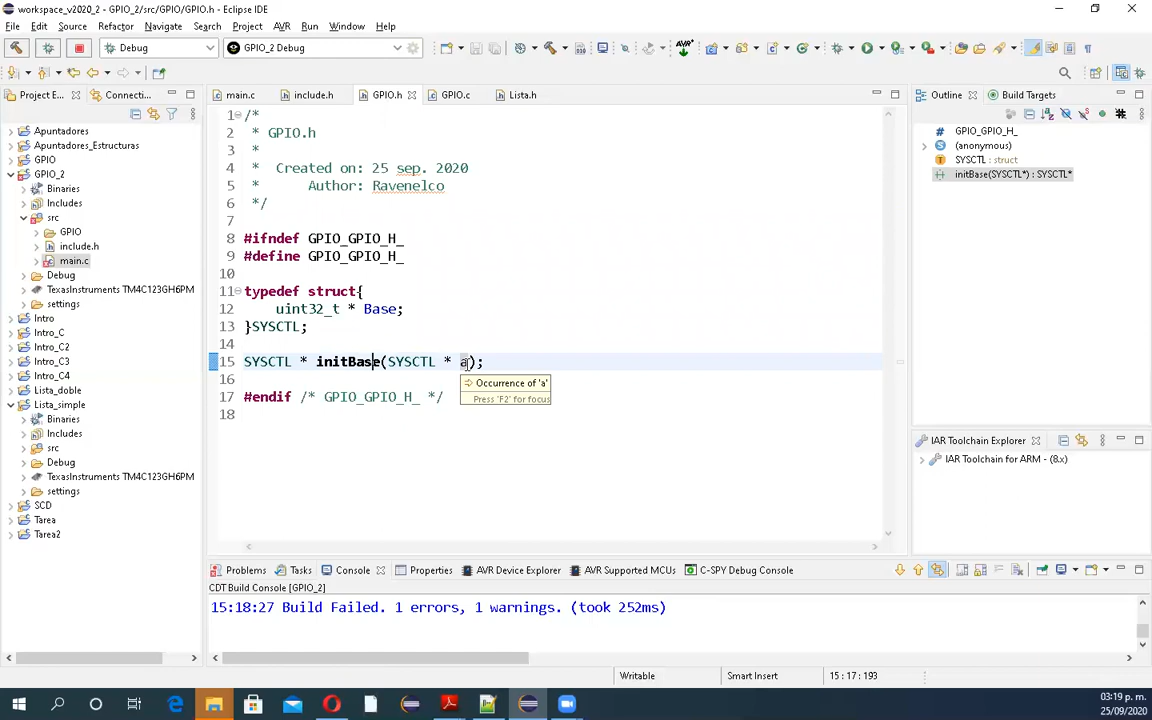 workspace_v2020_2 - GPIO_2/src/GPIO/GPIO.h - Eclipse IDE
File Edit Source Refactor Navigate Search Project AVR Run Window Help
Debug
GPIO_2 Debug
AVR
Project E...
Connecti...
main.c
include.h
GPIO.h
GPIO.c
Lista.h
Outline
Build Targets
Apuntadores
Apuntadores_Estructuras
GPIO
GPIO_2
Binaries
Includes
src
GPIO
include.h
main.c
Debug
TexasInstruments TM4C123GH6PM
settings
Intro
Intro_C
Intro_C2
Intro_C3
Intro_C4
Lista_doble
Lista_simple
Binaries
Includes
src
Debug
TexasInstruments TM4C123GH6PM
settings
SCD
Tarea
Tarea2
1 /*
2 * GPIO.h
3 *
4 * Created on: 25 sep. 2020
5 * Author: Ravenelco
6 */
7
8 #ifndef GPIO_GPIO_H_
9 #define GPIO_GPIO_H_
10
11 typedef struct{
12 uint32_t * Base;
13 }SYSCTL;
14
15 SYSCTL * initBase(SYSCTL * a);
16
17 #endif /* GPIO_GPIO_H_ */
18
Occurrence of 'a'
Press 'F2' for focus
GPIO_GPIO_H_
(anonymous)
SYSCTL : struct
initBase(SYSCTL*) : SYSCTL*
IAR Toolchain Explorer
IAR Toolchain for ARM - (8.x)
Problems
Tasks
Console
Properties
AVR Device Explorer
AVR Supported MCUs
C-SPY Debug Console
CDT Build Console [GPIO_2]
15:18:27 Build Failed. 1 errors, 1 warnings. (took 252ms)
Writable
Smart Insert
15 : 17 : 193
03:19 p. m.
25/09/2020